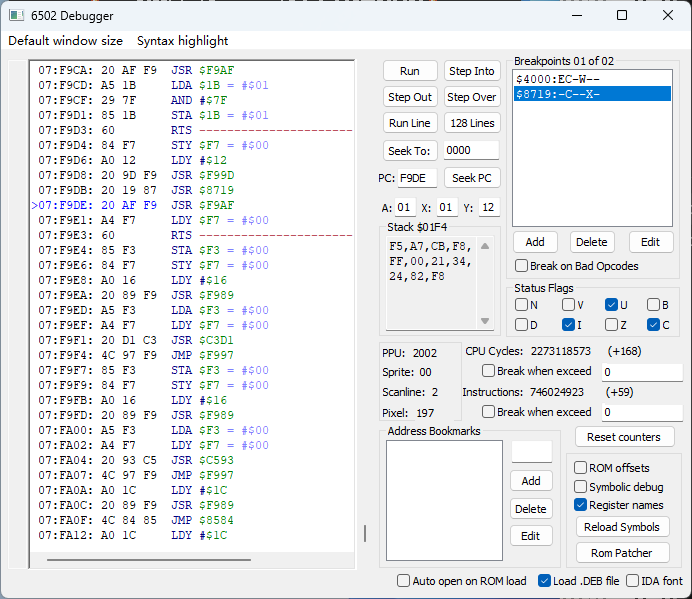 6502 Debugger
Default window size Syntax highlight
07:F9CA: 20 AF F9 JSR $F9AF
07:F9CD: A5 1B LDA $1B = #$01
07:F9CF: 29 7F AND #$7F
07:F9D1: 85 1B STA $1B = #$01
07:F9D3: 60 RTS ----------------------
07:F9D4: 84 F7 STY $F7 = #$00
07:F9D6: A0 12 LDY #$12
07:F9D8: 20 9D F9 JSR $F99D
07:F9DB: 20 19 87 JSR $8719
>07:F9DE: 20 AF F9 JSR $F9AF
07:F9E1: A4 F7 LDY $F7 = #$00
07:F9E3: 60 RTS ----------------------
07:F9E4: 85 F3 STA $F3 = #$00
07:F9E6: 84 F7 STY $F7 = #$00
07:F9E8: A0 16 LDY #$16
07:F9EA: 20 89 F9 JSR $F989
07:F9ED: A5 F3 LDA $F3 = #$00
07:F9EF: A4 F7 LDY $F7 = #$00
07:F9F1: 20 D1 C3 JSR $C3D1
07:F9F4: 4C 97 F9 JMP $F997
07:F9F7: 85 F3 STA $F3 = #$00
07:F9F9: 84 F7 STY $F7 = #$00
07:F9FB: A0 16 LDY #$16
07:F9FD: 20 89 F9 JSR $F989
07:FA00: A5 F3 LDA $F3 = #$00
07:FA02: A4 F7 LDY $F7 = #$00
07:FA04: 20 93 C5 JSR $C593
07:FA07: 4C 97 F9 JMP $F997
07:FA0A: A0 1C LDY #$1C
07:FA0C: 20 89 F9 JSR $F989
07:FA0F: 4C 84 85 JMP $8584
07:FA12: A0 1C LDY #$1C
Run Step Into
Step Out Step Over
Run Line 128 Lines
Seek To: 0000
PC: F9DE Seek PC
A: 01 X: 01 Y: 12
Stack $01F4
F5,A7,CB,F8,
FF,00,21,34,
24,82,F8
Breakpoints 01 of 02
$4000:EC-W--
$8719:-C--X-
Add Delete Edit
Break on Bad Opcodes
Status Flags
N V U B
D I Z C
PPU: 2002
Sprite: 00
Scanline: 2
Pixel: 197
CPU Cycles: 2273118573 (+168)
Break when exceed 0
Instructions: 746024923 (+59)
Break when exceed 0
Address Bookmarks
Add
Delete
Edit
Reset counters
ROM offsets
Symbolic debug
Register names
Reload Symbols
Rom Patcher
Auto open on ROM load Load .DEB file IDA font